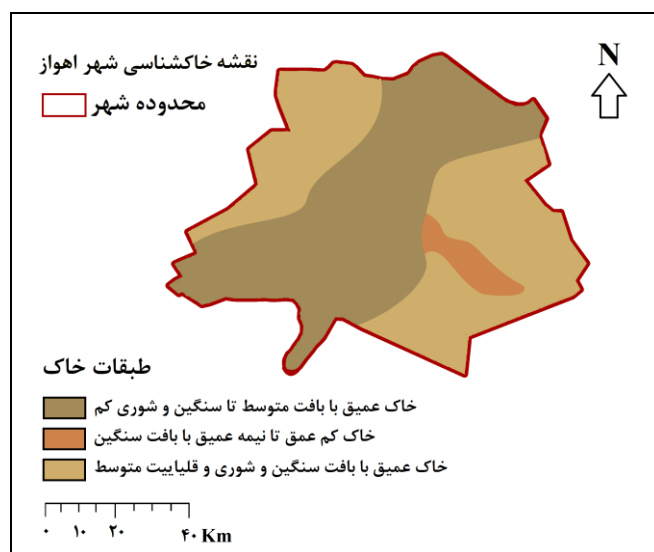 نقشه خاکشناسی شهر اهواز
محدوده شهر
N
طبقات خاک
خاک عمیق با بافت متوسط تا سنگین و شوری کم
خاک کم عمق تا نیمه عمیق با بافت سنگین
خاک عمیق با بافت سنگین و شوری و قلیاییت متوسط
۰ ۱۰ ۲۰ ۴۰ Km